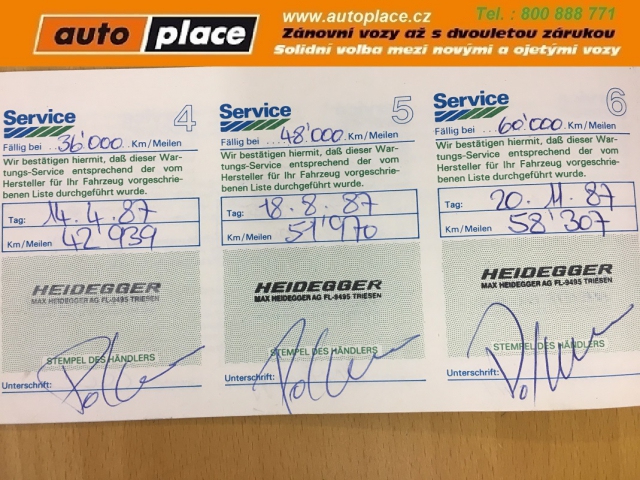 auto place
www.autoplace.cz
Tel. : 800 888 771
Zánovní vozy až s dvouletou zárukou
Solidní volba mezi novými a ojetými vozy
Service 4
Fällig bei 36'000 Km/Meilen
Wir bestätigen hiermit, daß dieser War-
tungs-Service entsprechend der vom
Hersteller für Ihr Fahrzeug vorgeschrie-
benen Liste durchgeführt wurde.
Tag: 14.4.87
Km/Meilen 42'939
HEIDEGGER
MAX HEIDEGGER AG FL-9495 TRIESEN
STEMPEL DES HÄNDLERS
Unterschrift:
Service 5
Fällig bei 48'000 Km/Meilen
Wir bestätigen hiermit, daß dieser War-
tungs-Service entsprechend der vom
Hersteller für Ihr Fahrzeug vorgeschrie-
benen Liste durchgeführt wurde.
Tag: 18.8.87
Km/Meilen 51'970
HEIDEGGER
MAX HEIDEGGER AG FL-9495 TRIESEN
STEMPEL DES HÄNDLERS
Unterschrift:
Service 6
Fällig bei 60'000 Km/Meilen
Wir bestätigen hiermit, daß dieser War-
tungs-Service entsprechend der vom
Hersteller für Ihr Fahrzeug vorgeschrie-
benen Liste durchgeführt wurde.
Tag: 20.11.87
Km/Meilen 58'307
HEIDEGGER
MAX HEIDEGGER AG FL-9495 TRIESEN
STEMPEL DES HÄNDLERS
Unterschrift: